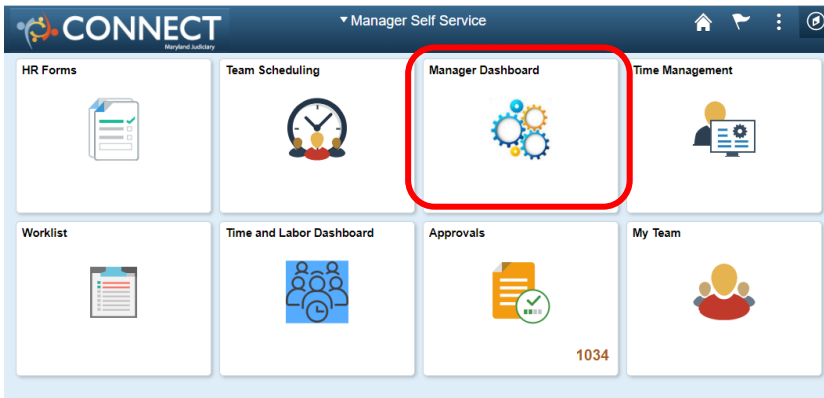 CONNECT
Maryland Judiciary
Manager Self Service
HR Forms
Team Scheduling
Manager Dashboard
Time Management
Worklist
Time and Labor Dashboard
Approvals
1034
My Team